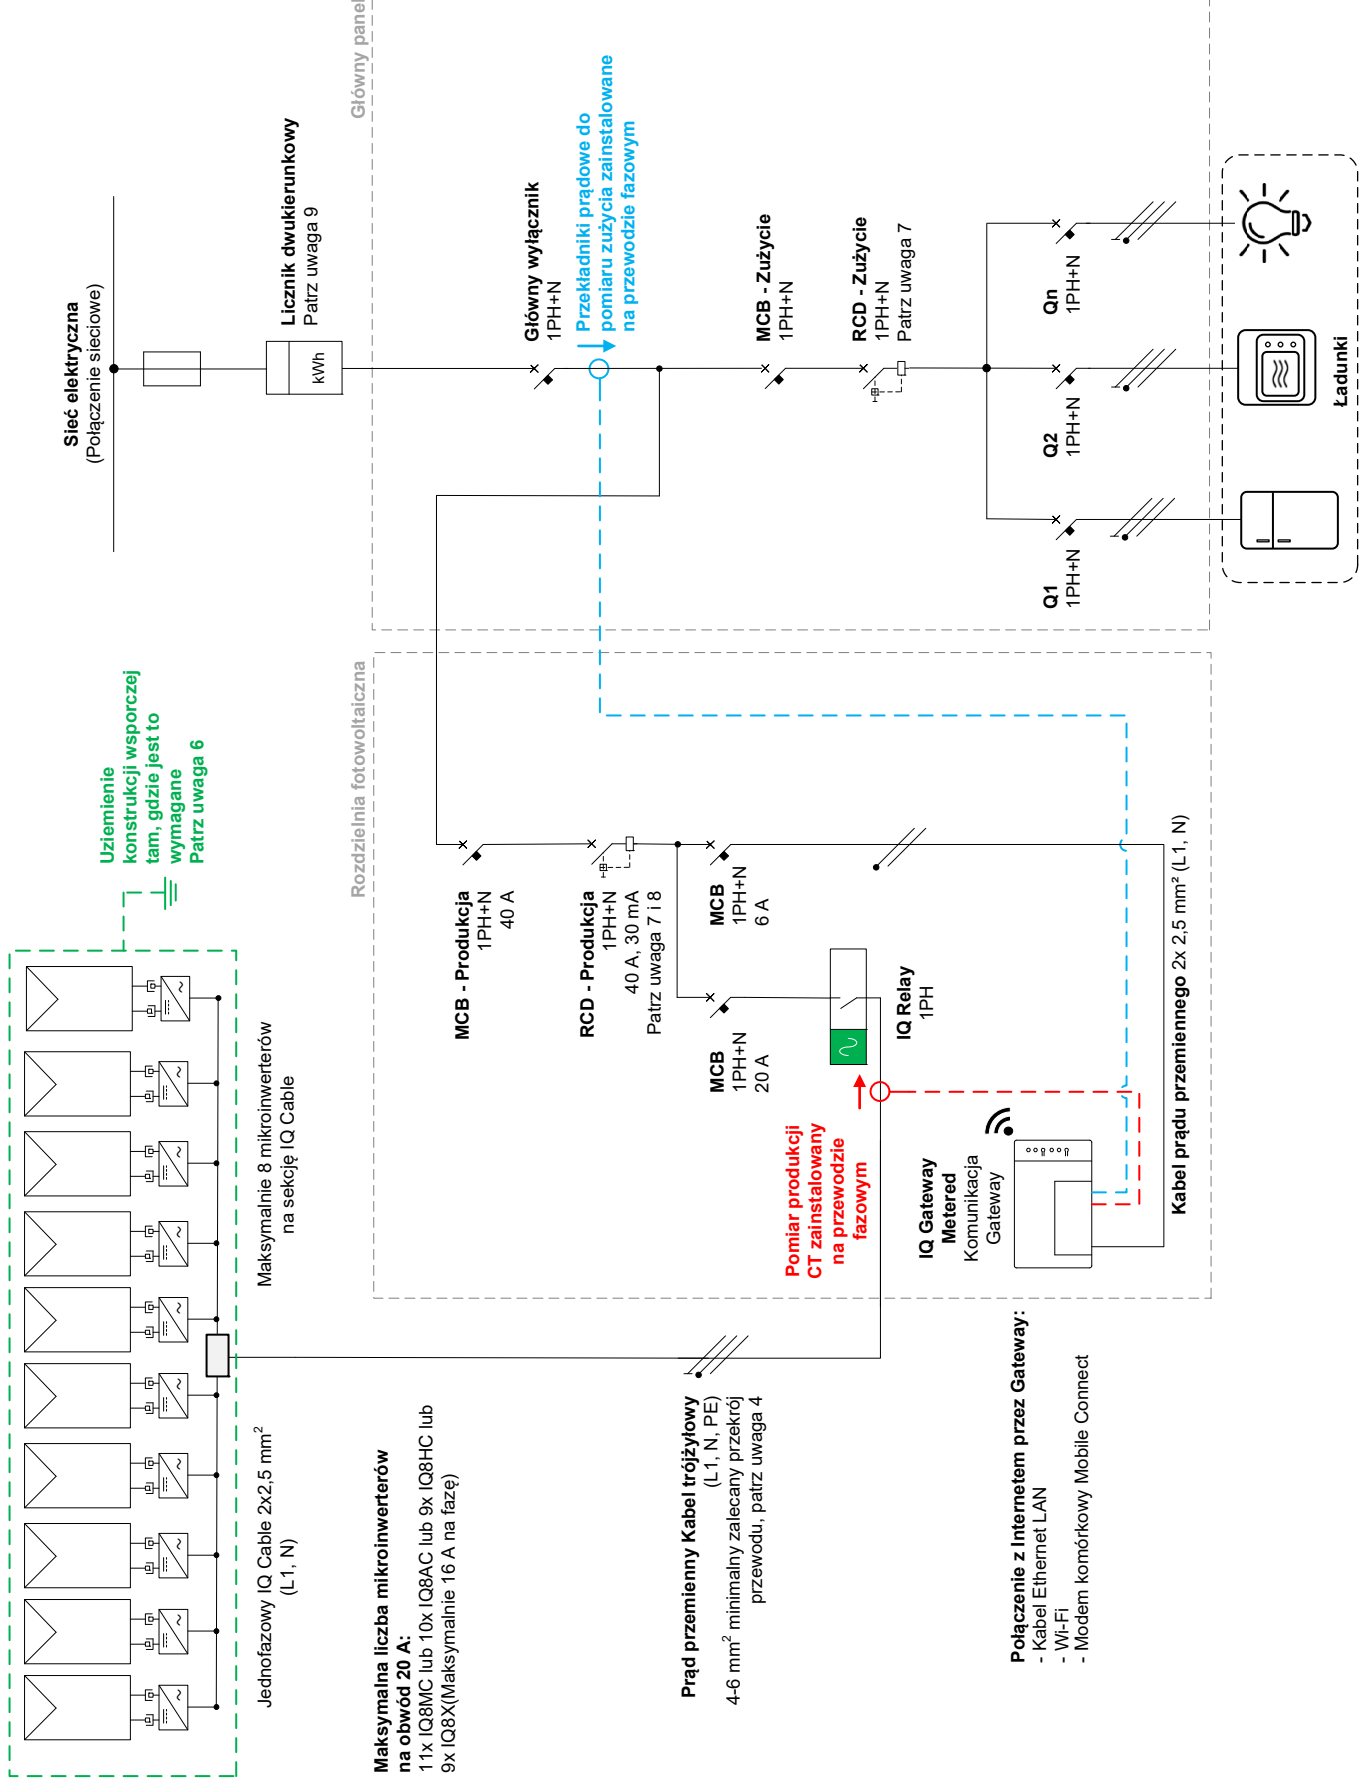 Uziemienie
konstrukcji wsporczej
tam, gdzie jest to
wymagane
Patrz uwaga 6
Jednofazowy IQ Cable 2x2,5 mm²
(L1, N)
Maksymalnie 8 mikroinwerterów
na sekcję IQ Cable
Maksymalna liczba mikroinwerterów
na obwód 20 A:
11x IQ8MC lub 10x IQ8AC lub 9x IQ8HC lub
9x IQ8X(Maksymalnie 16 A na fazę)
Prąd przemienny Kabel trójżyłowy
(L1, N, PE)
4-6 mm² minimalny zalecany przekrój
przewodu, patrz uwaga 4
Połączenie z Internetem przez Gateway:
- Kabel Ethernet LAN
- Wi-Fi
- Modem komórkowy Mobile Connect
Sieć elektryczna
(Połączenie sieciowe)
Licznik dwukierunkowy
Patrz uwaga 9
kWh
Rozdzielnia fotowoltaiczna
MCB - Produkcja
1PH+N
40 A
RCD - Produkcja
1PH+N
40 A, 30 mA
Patrz uwaga 7 i 8
MCB
1PH+N
20 A
MCB
1PH+N
6 A
IQ Relay
1PH
Pomiar produkcji
CT zainstalowany
na przewodzie
fazowym
IQ Gateway
Metered
Komunikacja
Gateway
Kabel prądu przemiennego 2x 2,5 mm² (L1, N)
Główny panel
Główny wyłącznik
1PH+N
Przekładniki prądowe do
pomiaru zużycia zainstalowane
na przewodzie fazowym
MCB - Zużycie
1PH+N
RCD - Zużycie
1PH+N
Patrz uwaga 7
Q1
1PH+N
Q2
1PH+N
Qn
1PH+N
Ładunki